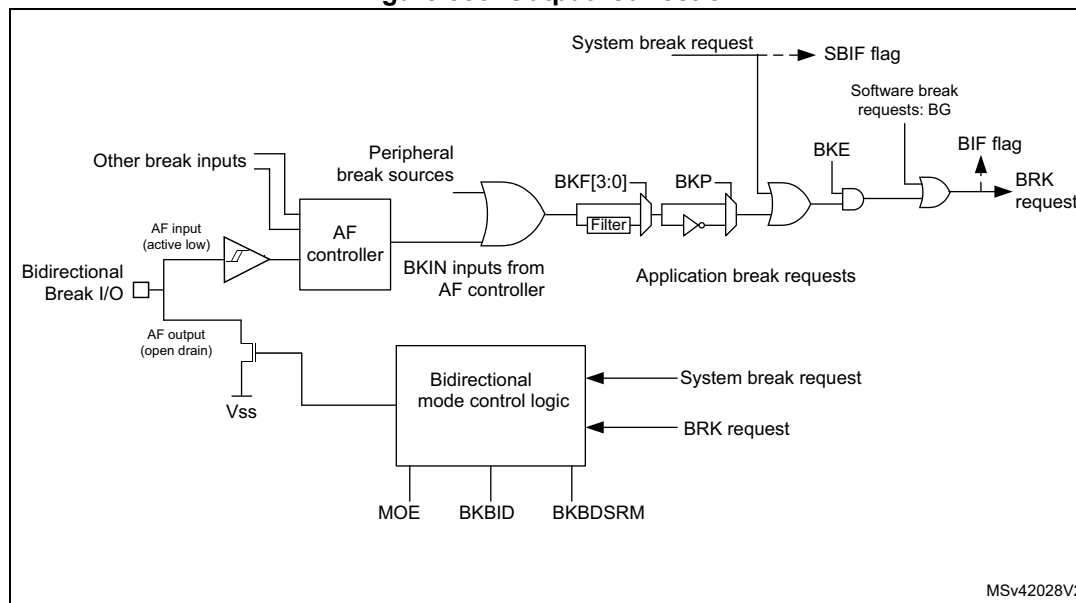 System break request
SBIF flag
Software break
requests: BG
Other break inputs
Peripheral
break sources
BKF[3:0]
BKP
BKE
BIF flag
BRK
request
Filter
AF input
(active low)
AF
controller
Bidirectional
Break I/O
BKIN inputs from
AF controller
Application break requests
AF output
(open drain)
Vss
Bidirectional
mode control logic
System break request
BRK request
MOE
BKBID
BKBDSRM
MSv42028V2